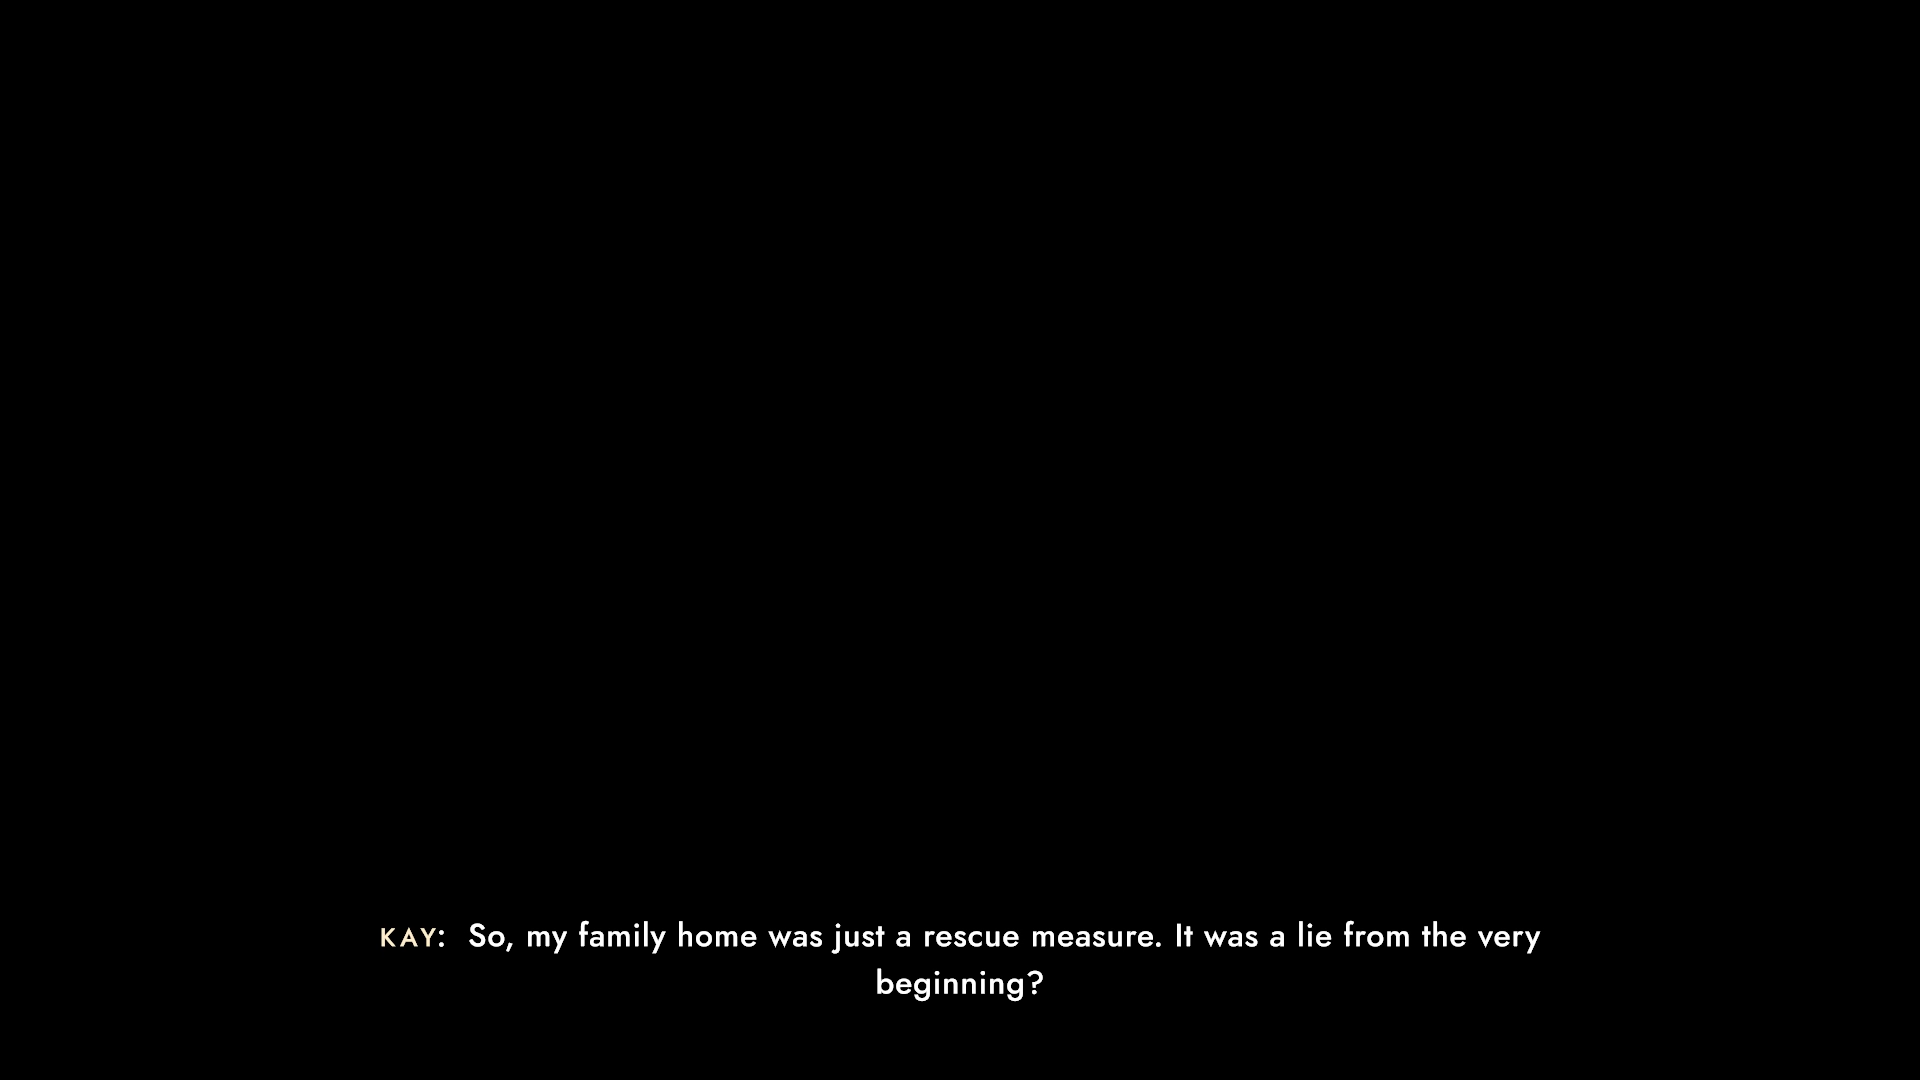 KAY: So, my family home was just a rescue measure. It was a lie from the very
beginning?